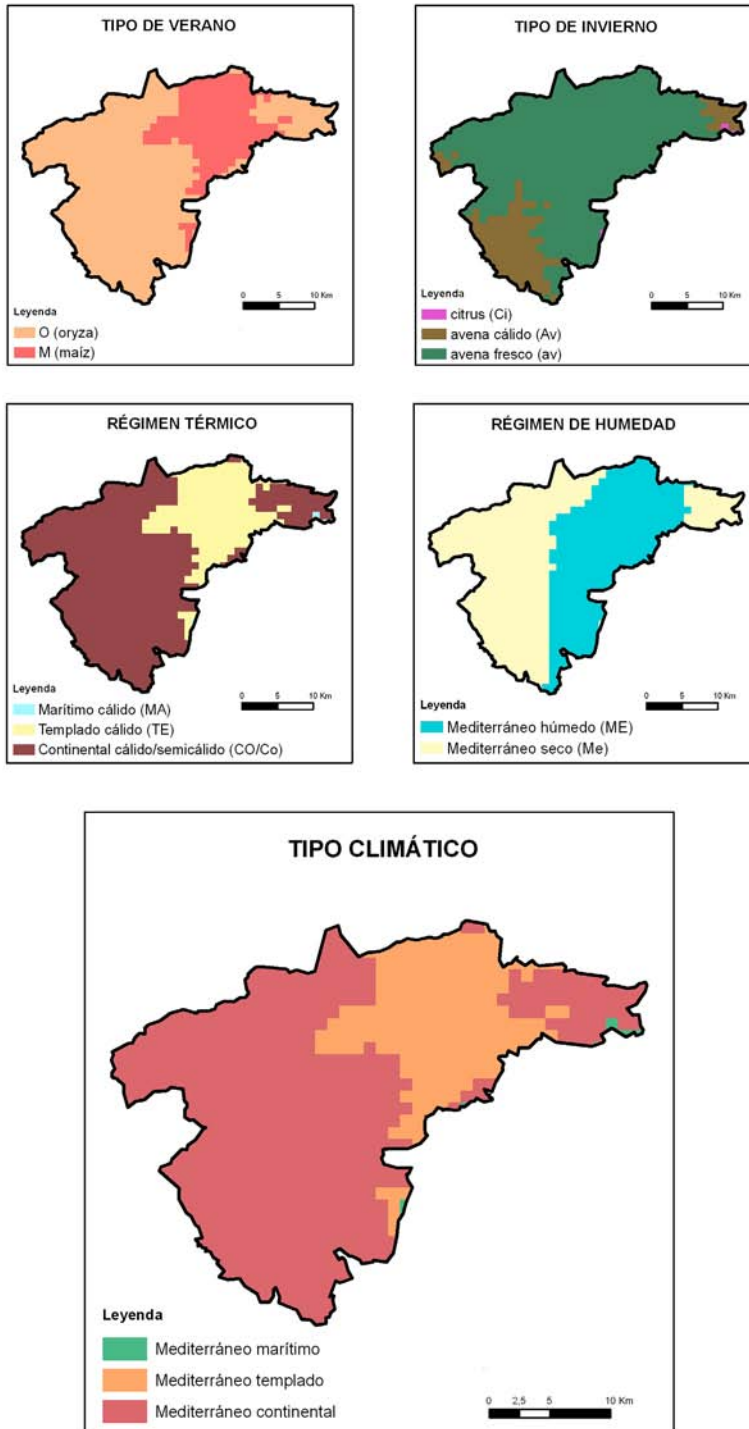 TIPO DE VERANO
Leyenda
O (oryza)
M (maíz)
0 5 10 Km
TIPO DE INVIERNO
Leyenda
citrus (Ci)
avena cálido (Av)
avena fresco (av)
0 5 10 Km
RÉGIMEN TÉRMICO
Leyenda
Marítimo cálido (MA)
Templado cálido (TE)
Continental cálido/semicálido (CO/Co)
0 5 10 Km
RÉGIMEN DE HUMEDAD
Leyenda
Mediterráneo húmedo (ME)
Mediterráneo seco (Me)
0 5 10 Km
TIPO CLIMÁTICO
Leyenda
Mediterráneo marítimo
Mediterráneo templado
Mediterráneo continental
0 2,5 5 10 Km